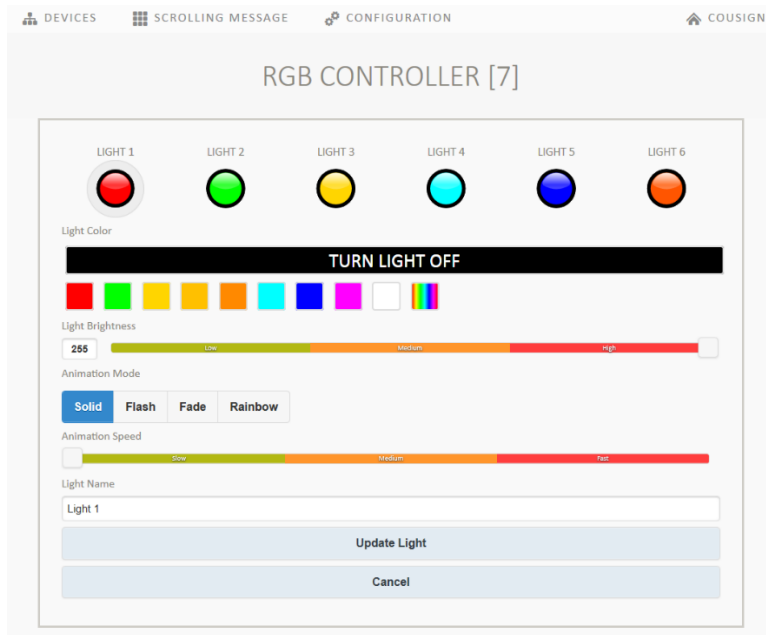 DEVICES SCROLLING MESSAGE CONFIGURATION COUSIGN
RGB CONTROLLER [7]
LIGHT 1 LIGHT 2 LIGHT 3 LIGHT 4 LIGHT 5 LIGHT 6
Light Color
TURN LIGHT OFF
Light Brightness
255 Low Medium High
Animation Mode
Solid Flash Fade Rainbow
Animation Speed
Slow Medium Fast
Light Name
Light 1
Update Light
Cancel